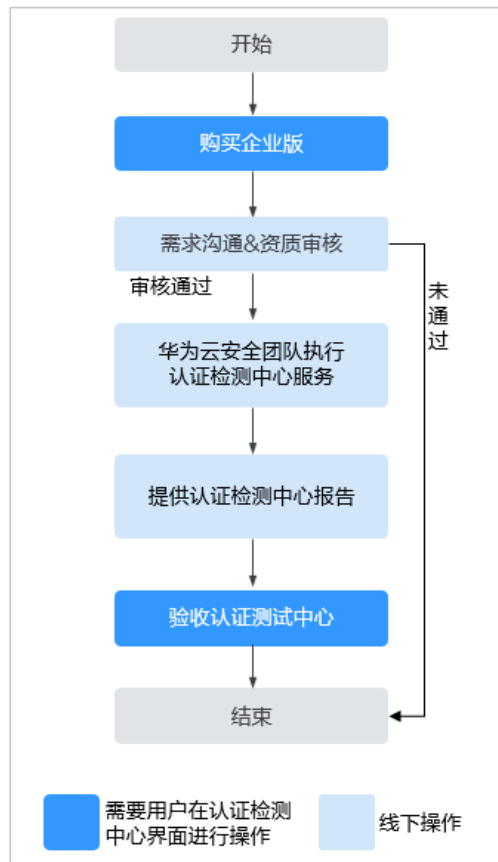 开始
购买企业版
需求沟通&资质审核
审核通过
未
通
过
华为云安全团队执行
认证检测中心服务
提供认证检测中心报告
验收认证测试中心
结束
需要用户在认证检测
中心界面进行操作
线下操作